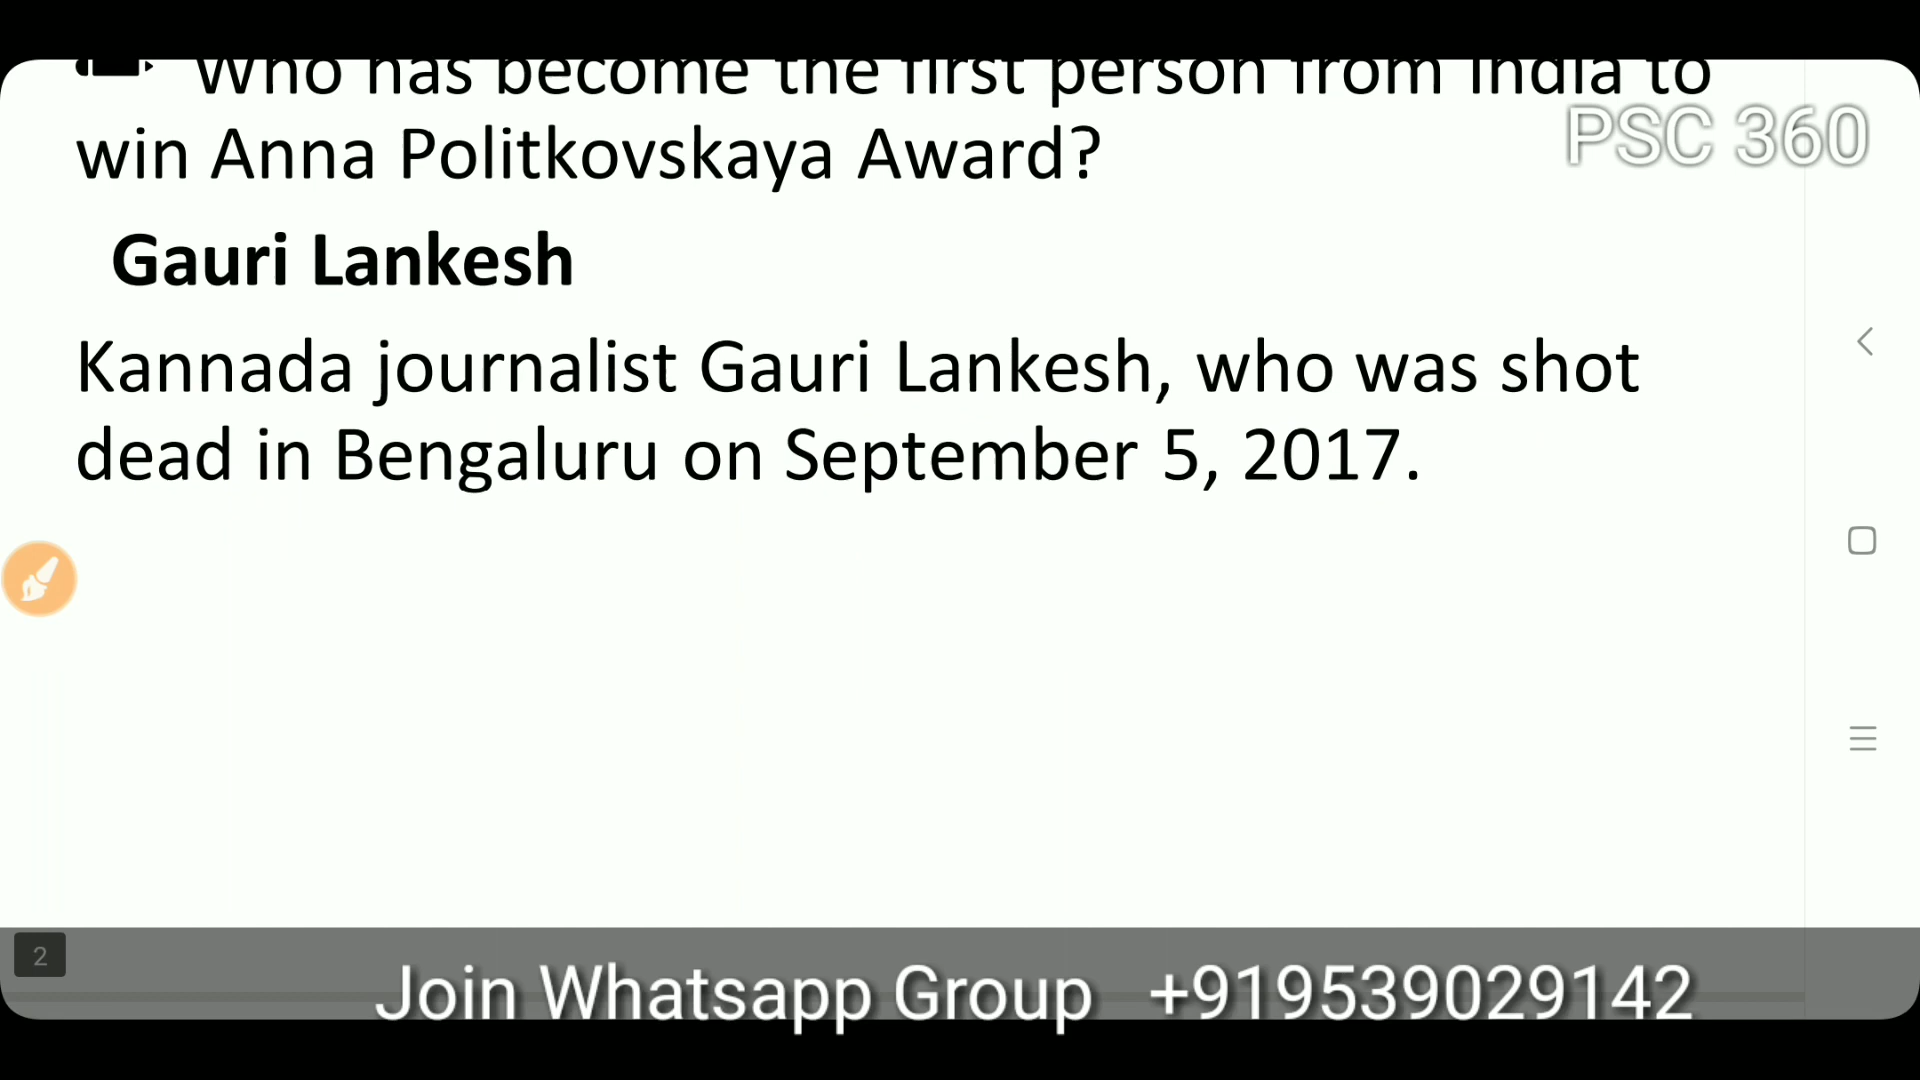 Who has become the first person from India to
PSC 360
win Anna Politkovskaya Award?
Gauri Lankesh
Kannada journalist Gauri Lankesh, who was shot
dead in Bengaluru on September 5, 2017.
2
Join Whatsapp Group +919539029142